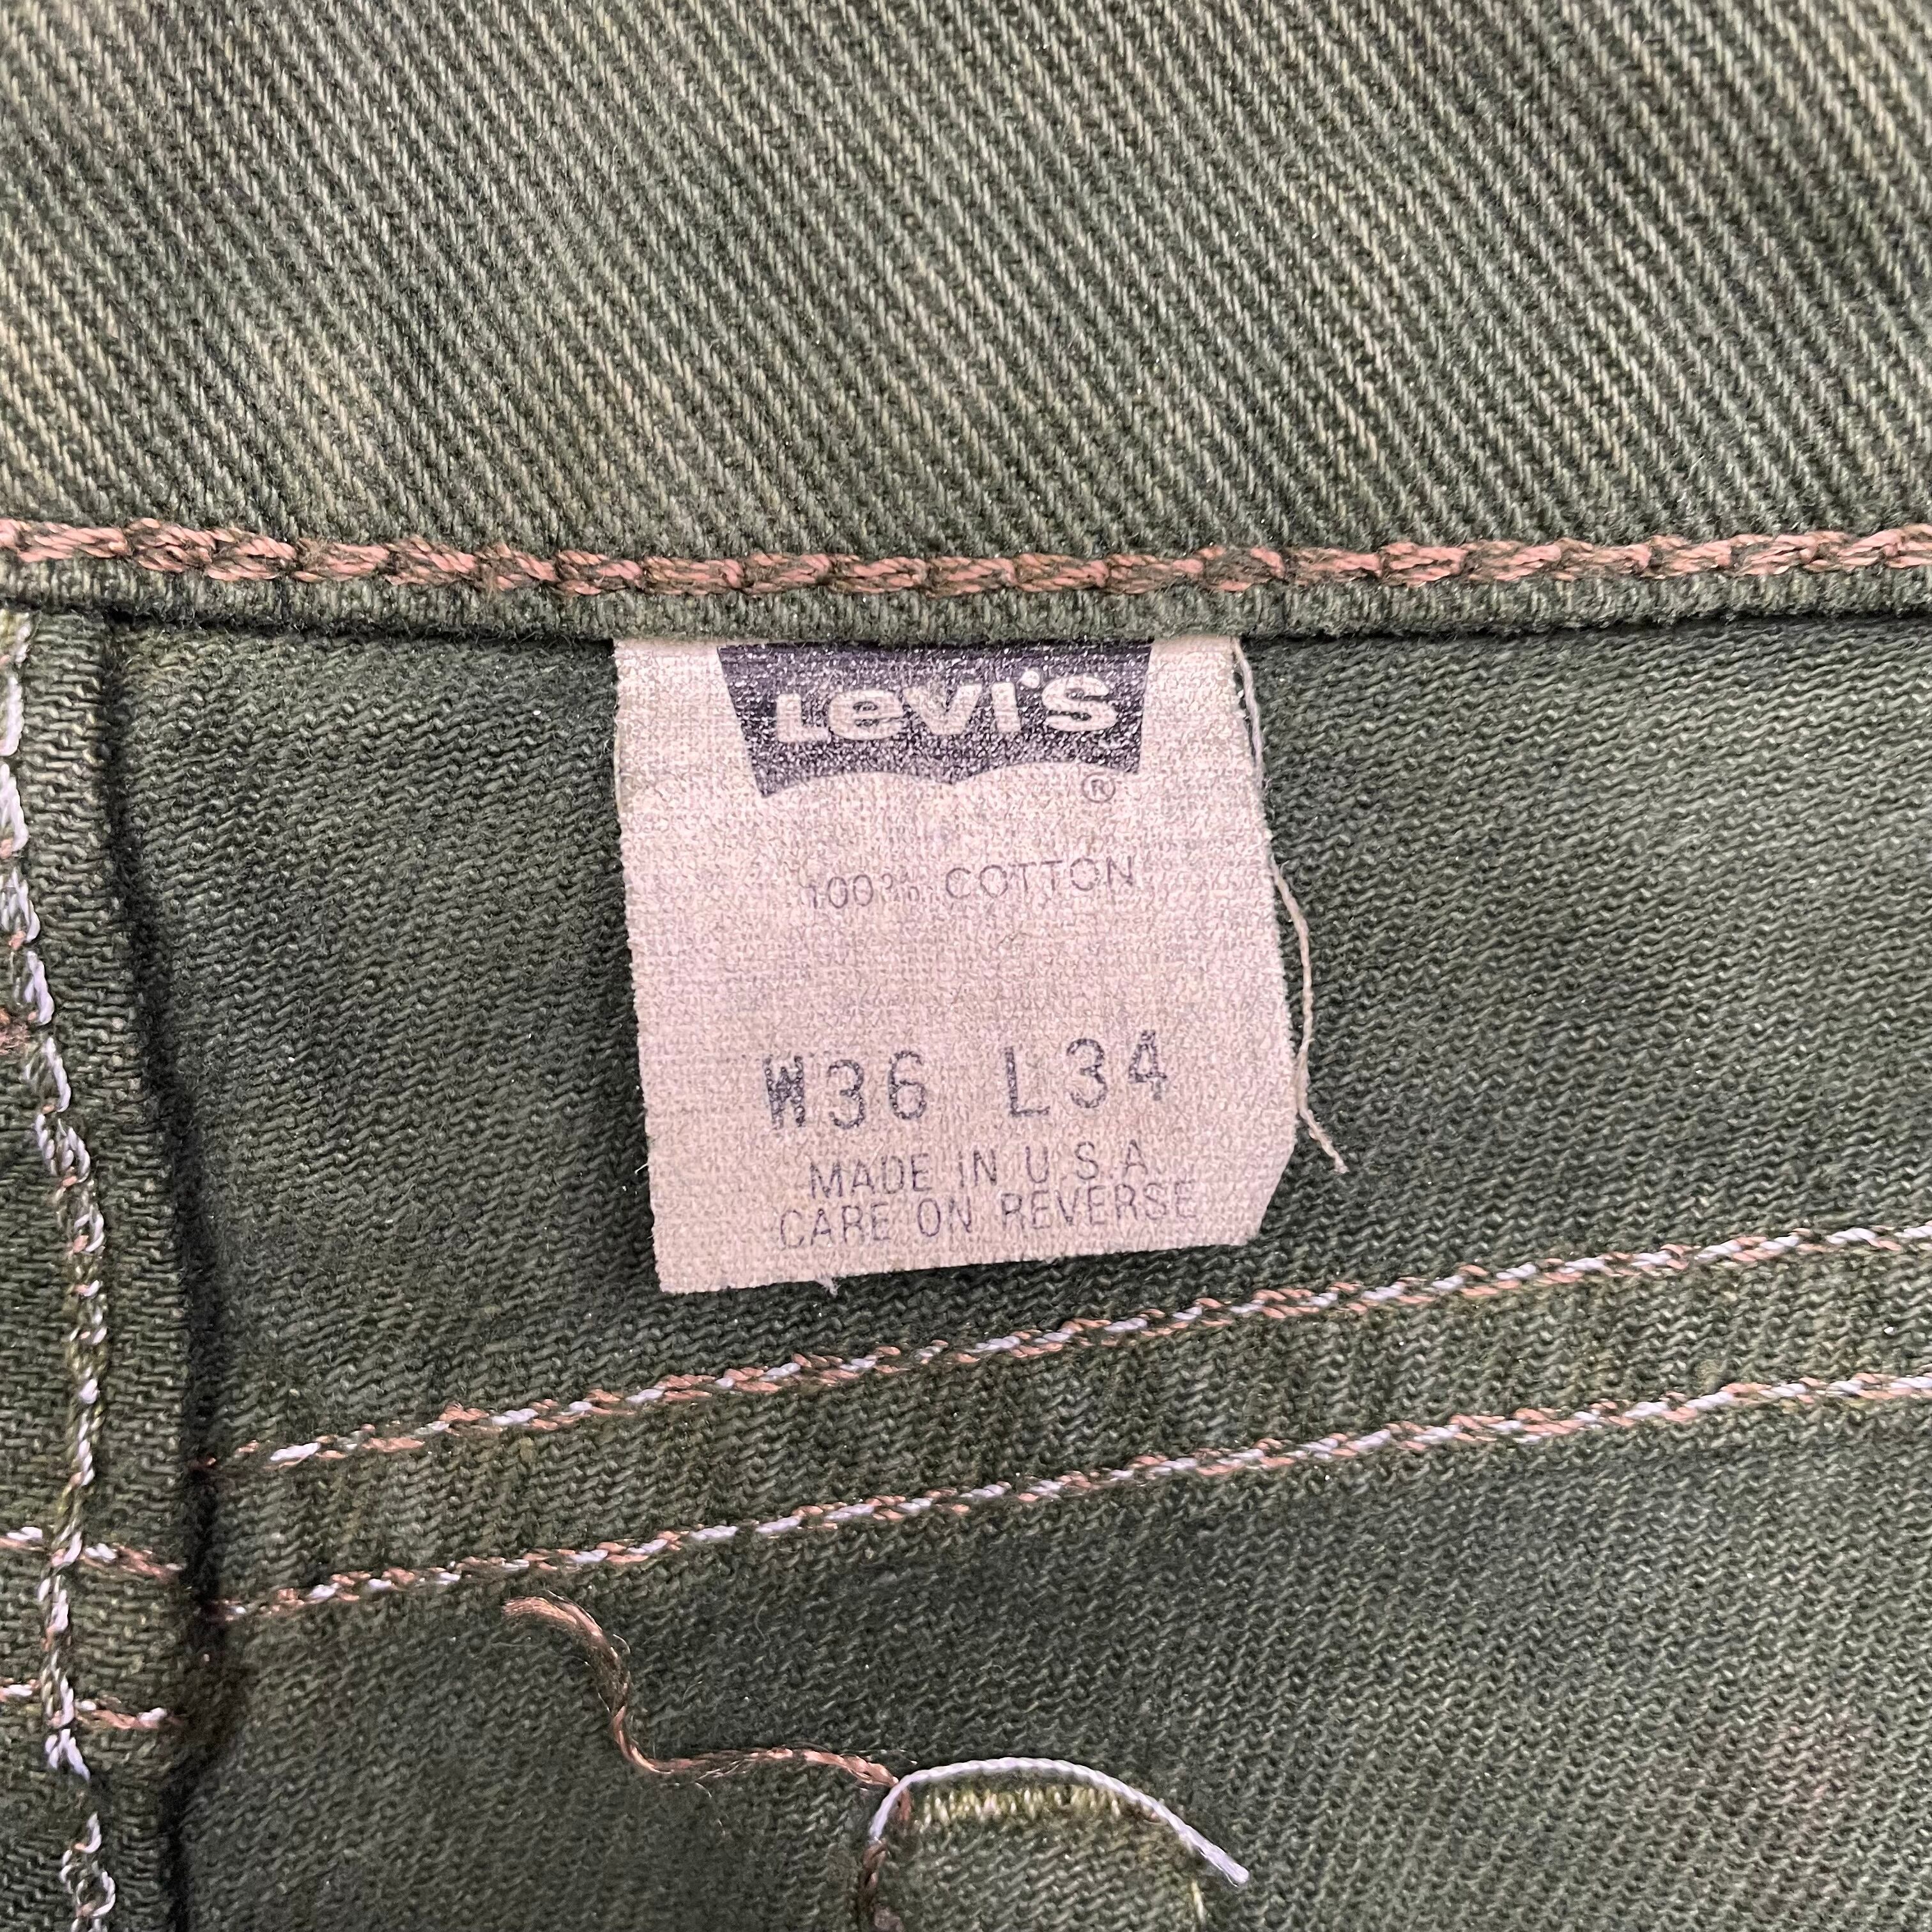 Levi's
®
100% COTTON
W36 L34
MADE IN U.S.A.
CARE ON REVERSE